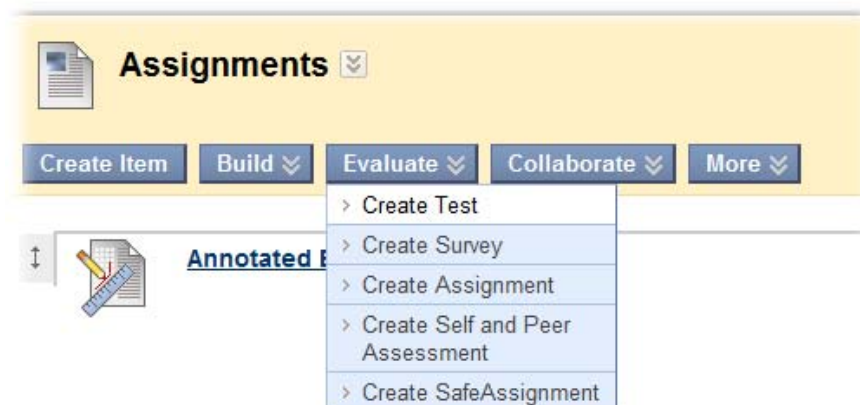 Assignments
Create Item Build Evaluate Collaborate More
> Create Test
> Create Survey
Annotated
> Create Assignment
> Create Self and Peer
Assessment
> Create SafeAssignment